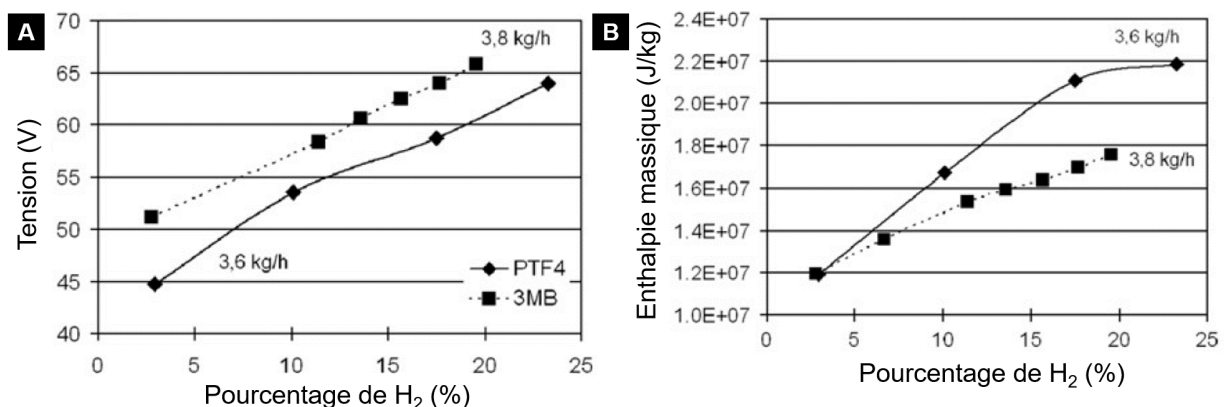 A
Tension (V)
70
65
60
55
50
45
40
3,8 kg/h
3,6 kg/h
PTF4
3MB
0
5
10
15
20
25
Pourcentage de H₂ (%)
B
Enthalpie massique (J/kg)
2.4E+07
2.2E+07
2.0E+07
1.8E+07
1.6E+07
1.4E+07
1.2E+07
1.0E+07
3,6 kg/h
3,8 kg/h
0
5
10
15
20
25
Pourcentage de H₂ (%)